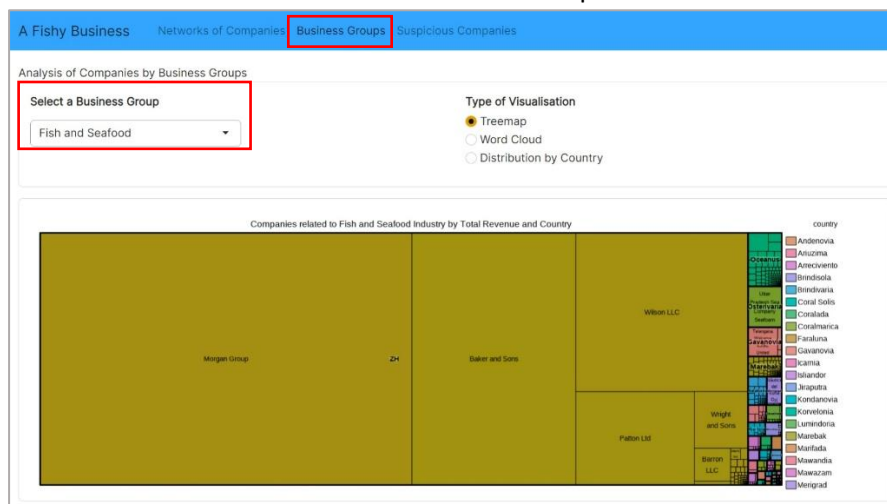 A Fishy Business Networks of Companies Business Groups Suspicious Companies
Analysis of Companies by Business Groups
Select a Business Group
Fish and Seafood
Type of Visualisation
Treemap
Word Cloud
Distribution by Country
Companies related to Fish and Seafood Industry by Total Revenue and Country
Morgan Group
ZH
Baker and Sons
Wilson LLC
Patton Ltd
Wright
and Sons
Barron
LLC
Oceanus
Marebak
country
Andenovia
Ariuzima
Arreciviento
Brindisola
Brindivaria
Coral Solis
Coralada
Coralmarica
Faraluna
Gavanovia
Icarnia
Isliandor
Jiraputra
Kondanovia
Korvelonia
Lumindoria
Marebak
Marifada
Mawandia
Mawazam
Merigrad